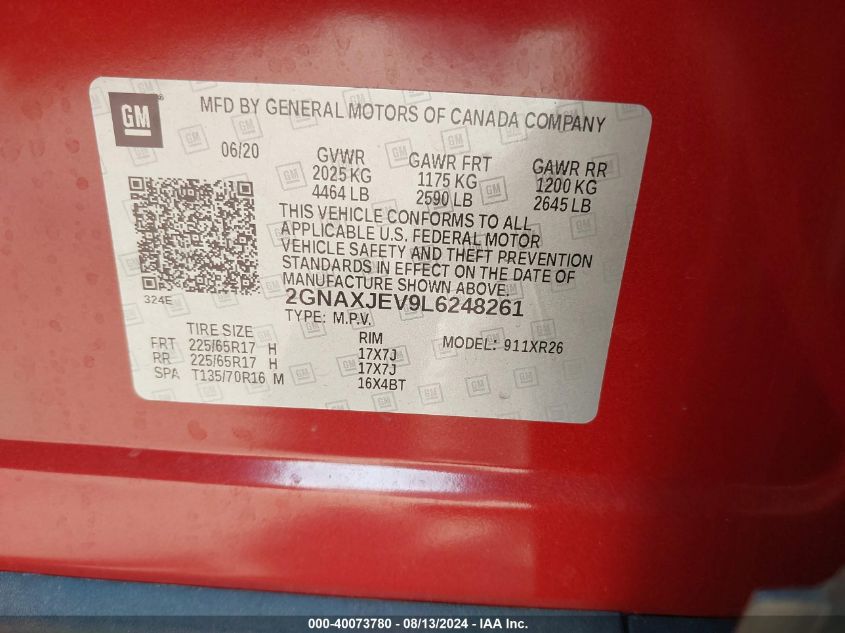 GM
MFD BY GENERAL MOTORS OF CANADA COMPANY
06/20
GVWR GAWR FRT GAWR RR
2025 KG 1175 KG 1200 KG
4464 LB 2590 LB 2645 LB
THIS VEHICLE CONFORMS TO ALL
APPLICABLE U.S. FEDERAL MOTOR
VEHICLE SAFETY AND THEFT PREVENTION
STANDARDS IN EFFECT ON THE DATE OF
MANUFACTURE SHOWN ABOVE.
324E
2GNAXJEV9L6248261
TYPE: M.P.V.
TIRE SIZE RIM MODEL: 911XR26
FRT 225/65R17 H 17X7J
RR 225/65R17 H 17X7J
SPA T135/70R16 M 16X4BT
000-40073780 - 08/13/2024 - IAA Inc.